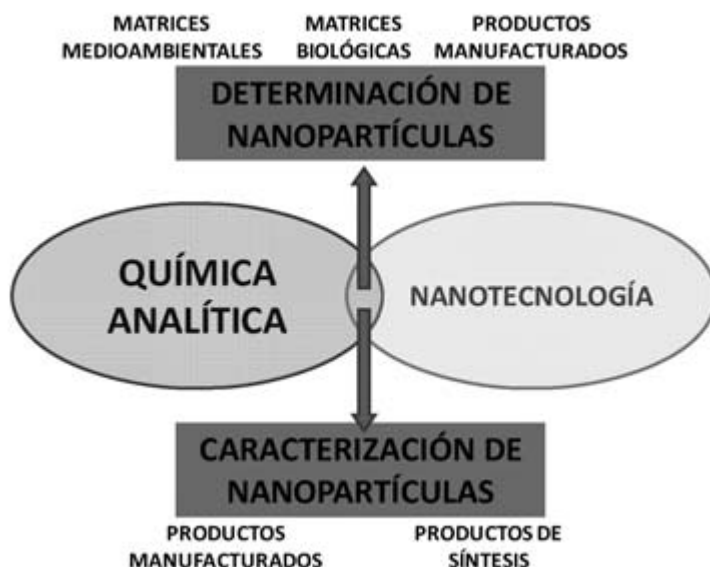 MATRICES MEDIOAMBIENTALES
MATRICES BIOLÓGICAS
PRODUCTOS MANUFACTURADOS
DETERMINACIÓN DE
NANOPARTÍCULAS
QUÍMICA
ANALÍTICA
NANOTECNOLOGÍA
CARACTERIZACIÓN DE
NANOPARTÍCULAS
PRODUCTOS
MANUFACTURADOS
PRODUCTOS DE
SÍNTESIS